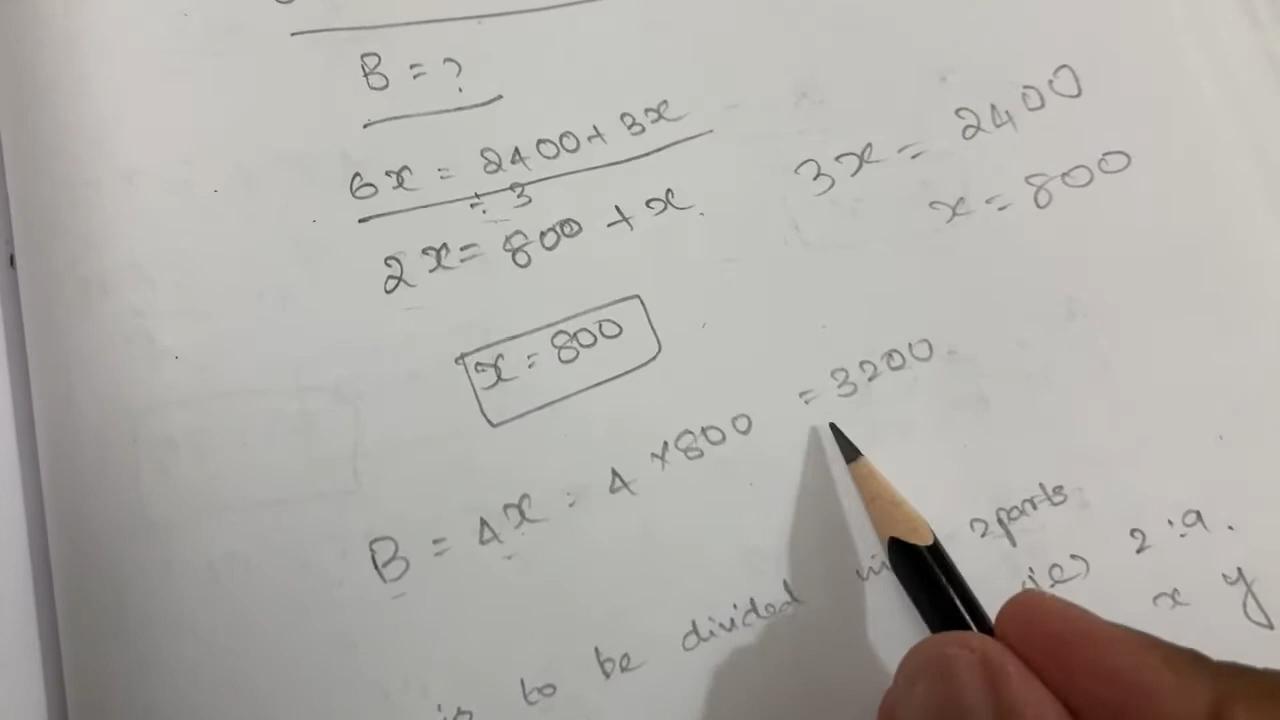 B = ?
6x = 2400 + 3x
÷ 3
2x = 800 + x
3x = 2400
x = 800
x = 800
B = 4x = 4 × 800 = 3200
to be divided 2 parts
2 : 9.
x y